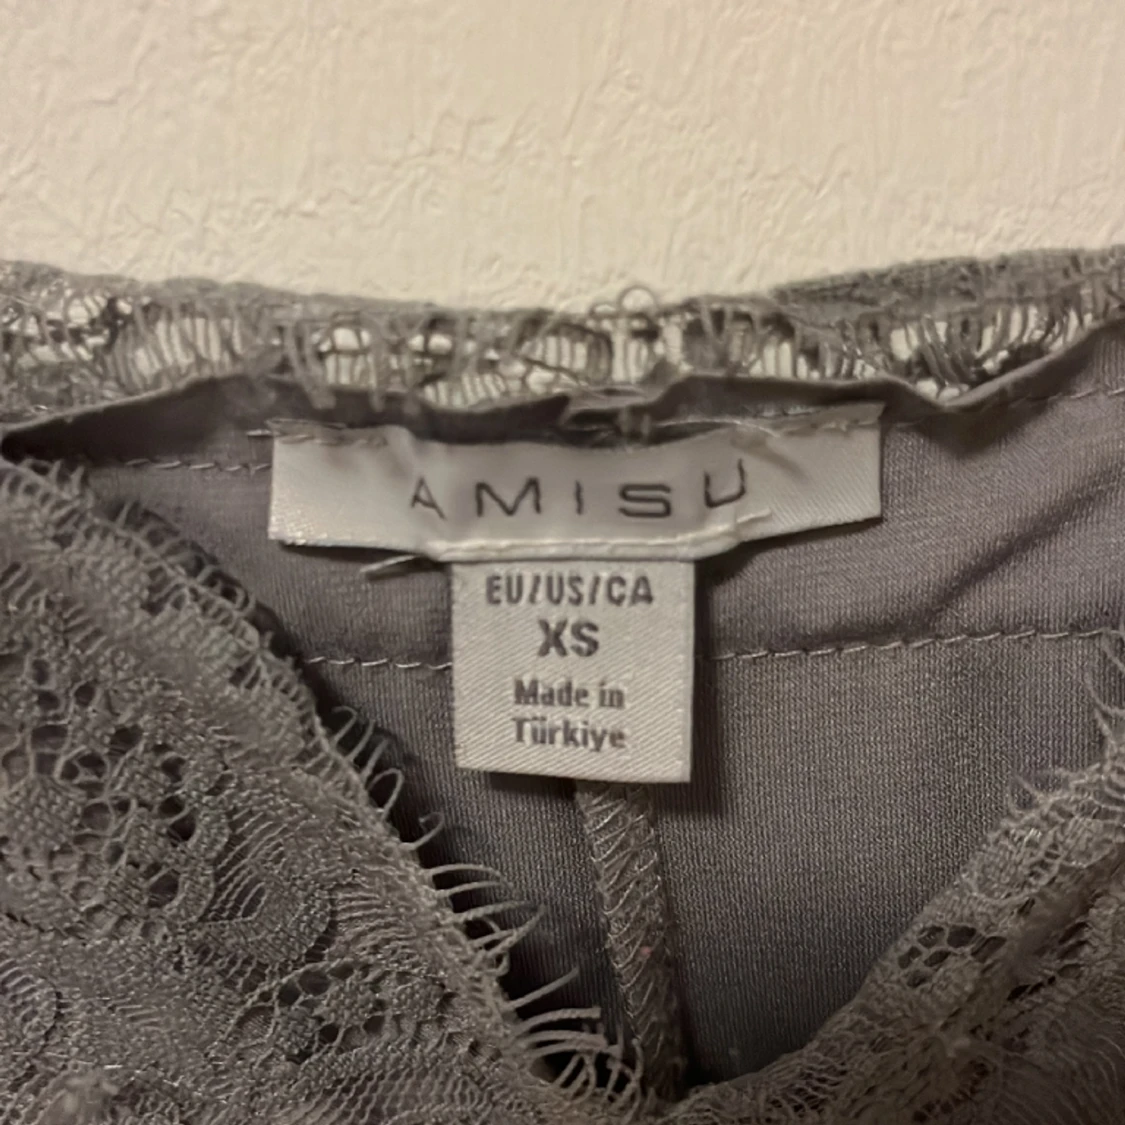 AMISU
EU/US/CA
XS
Made in
Türkiye